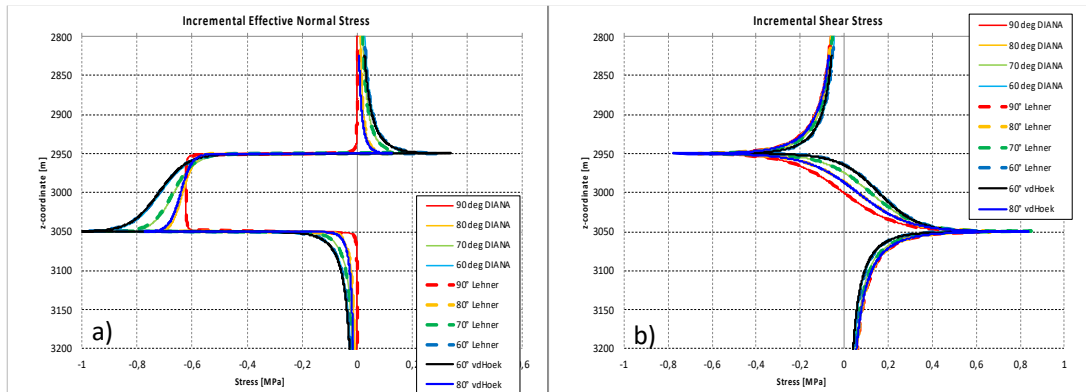 Incremental Effective Normal Stress
2800
2850
2900
2950
3000
3050
3100
3150
3200
z-coordinate [m]
-1
-0,8
-0,6
-0,4
-0,2
0
0,2
0,6
Stress [MPa]
90 deg DIANA
80 deg DIANA
70 deg DIANA
60 deg DIANA
90° Lehner
80° Lehner
70° Lehner
60° Lehner
60° vdHoek
80° vdHoek
a)
Incremental Shear Stress
2800
2850
2900
2950
3000
3050
3100
3150
3200
z-coordinate [m]
-1
-0,8
-0,6
-0,4
-0,2
0
0,2
0,4
0,6
0,8
1
Stress [MPa]
90 deg DIANA
80 deg DIANA
70 deg DIANA
60 deg DIANA
90° Lehner
80° Lehner
70° Lehner
60° Lehner
60° vdHoek
80° vdHoek
b)